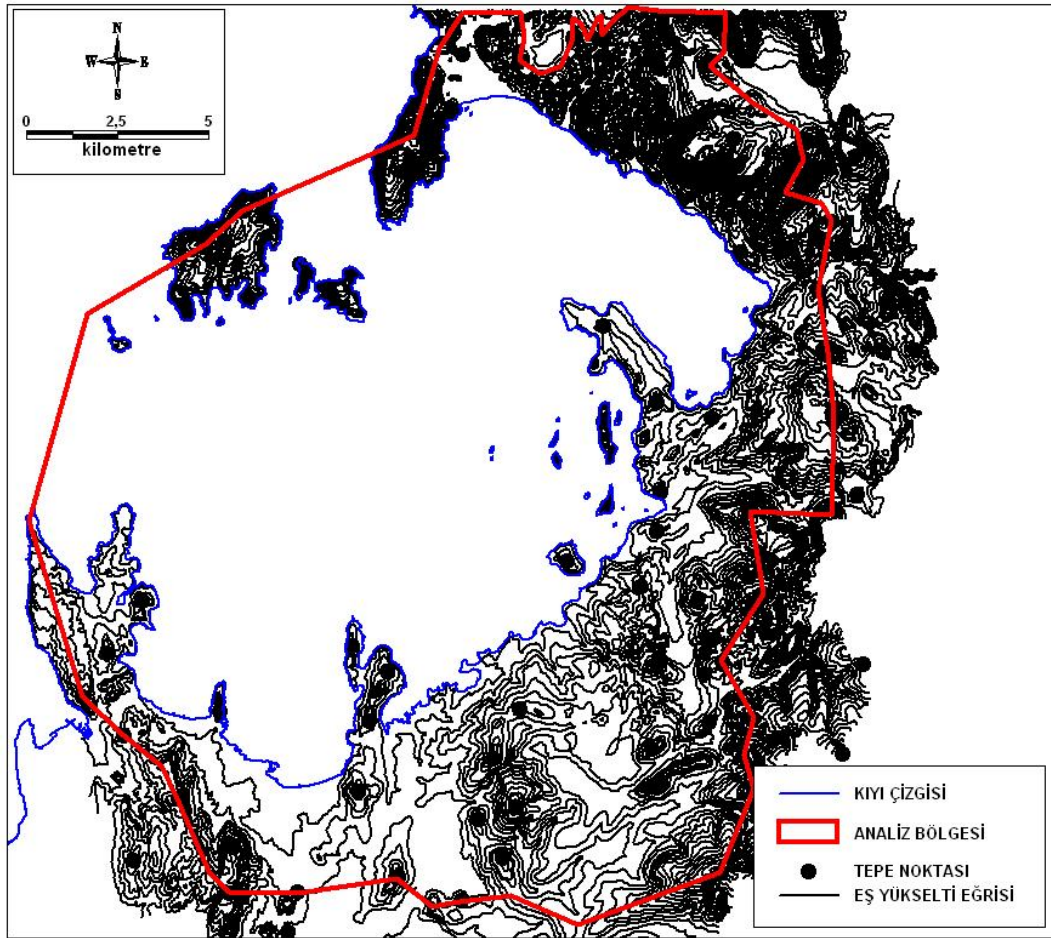 N
W E
S
0 2,5 5
kilometre
KIYI ÇİZGİSİ
ANALİZ BÖLGESİ
TEPE NOKTASI
EŞ YÜKSELTİ EĞRİSİ